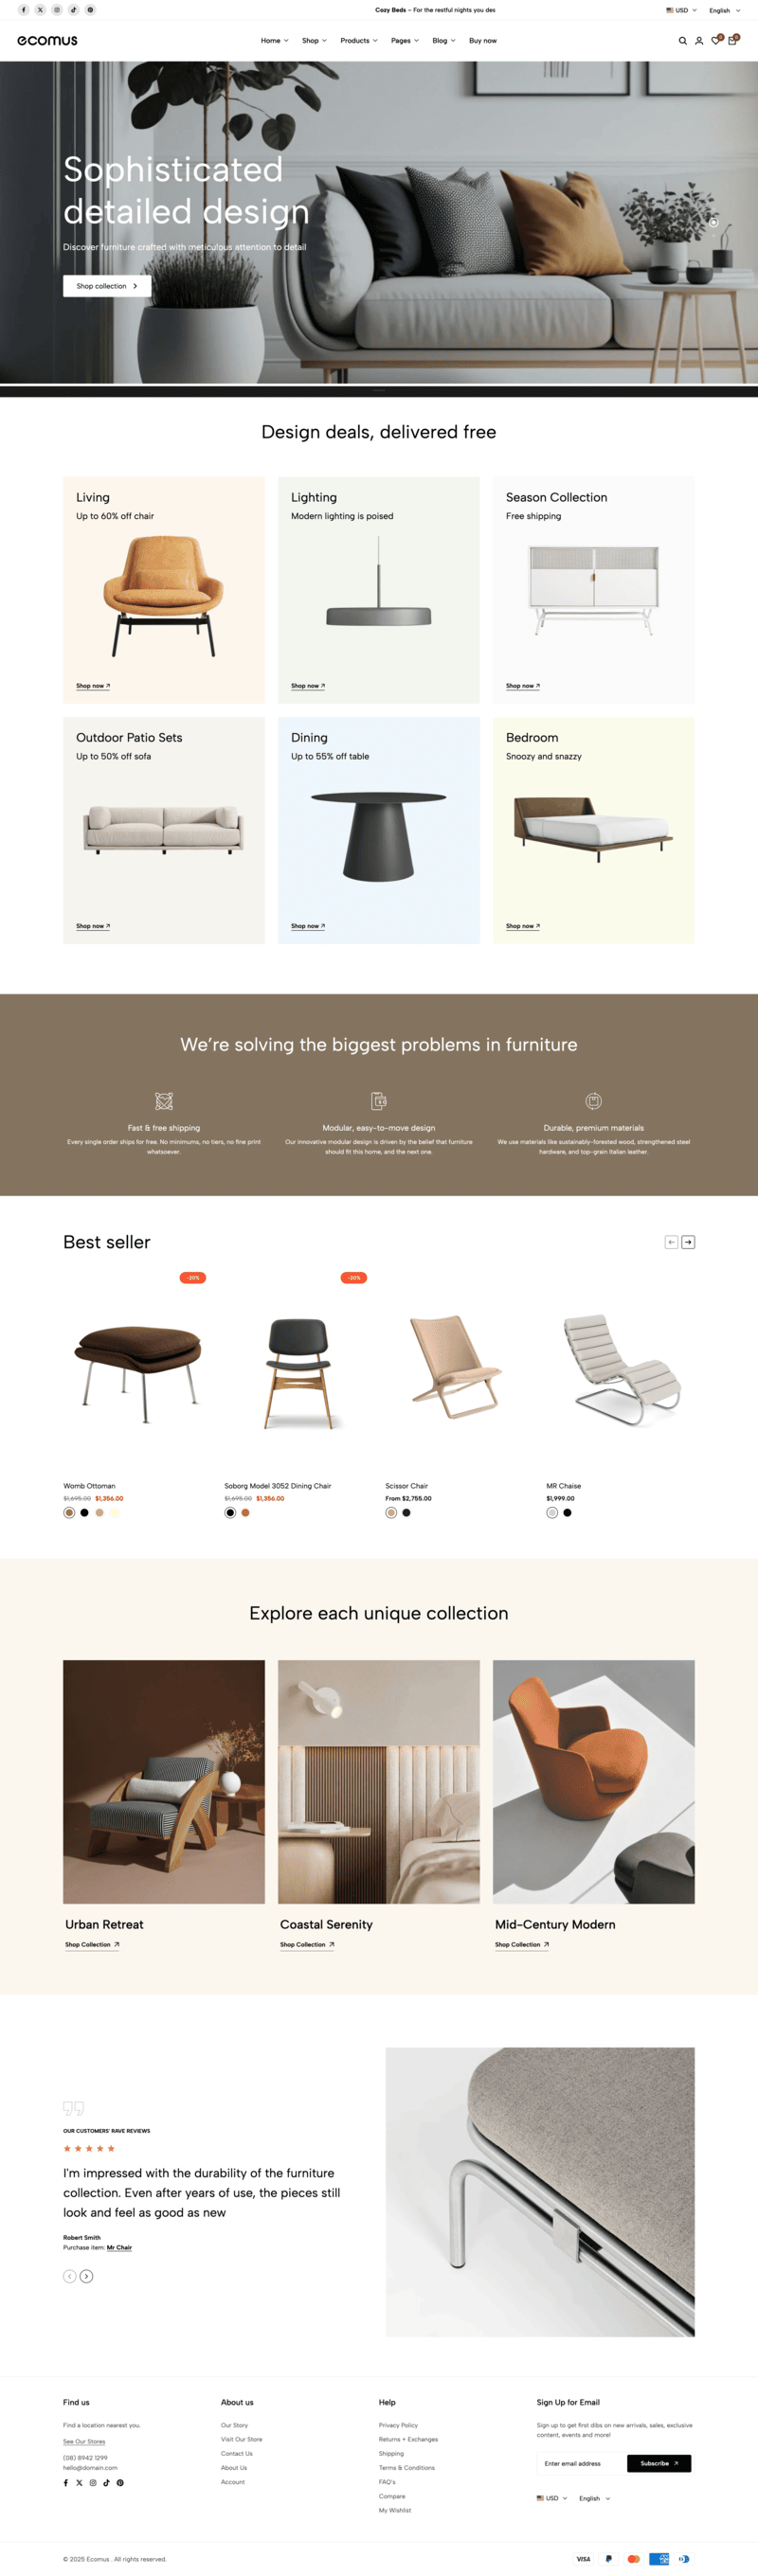 Cozy Beds – For the restful nights you des
USD
English
ecomus
Home
Shop
Products
Pages
Blog
Buy now
0
0
Sophisticated
detailed design
Discover furniture crafted with meticulous attention to detail
Shop collection
Design deals, delivered free
Living
Up to 60% off chair
Shop now
Lighting
Modern lighting is poised
Shop now
Season Collection
Free shipping
Shop now
Outdoor Patio Sets
Up to 50% off sofa
Shop now
Dining
Up to 55% off table
Shop now
Bedroom
Snoozy and snazzy
Shop now
We're solving the biggest problems in furniture
Fast & free shipping
Every single order ships for free. No minimums, no tiers, no fine print
whatsoever.
Modular, easy-to-move design
Our innovative modular design is driven by the belief that furniture
should fit this home, and the next one.
Durable, premium materials
We use materials like sustainably-forested wood, strengthened steel
hardware, and top-grain Italian leather.
Best seller
-20%
Womb Ottoman
$1,695.00 $1,356.00
-20%
Soborg Model 3052 Dining Chair
$1,695.00 $1,356.00
Scissor Chair
From $2,755.00
MR Chaise
$1,999.00
Explore each unique collection
Urban Retreat
Shop Collection
Coastal Serenity
Shop Collection
Mid-Century Modern
Shop Collection
OUR CUSTOMERS' RAVE REVIEWS
I'm impressed with the durability of the furniture
collection. Even after years of use, the pieces still
look and feel as good as new
Robert Smith
Purchase item: Mr Chair
Find us
Find a location nearest you.
See Our Stores
(08) 8942 1299
hello@domain.com
About us
Our Story
Visit Our Store
Contact Us
About Us
Account
Help
Privacy Policy
Returns + Exchanges
Shipping
Terms & Conditions
FAQ's
Compare
My Wishlist
Sign Up for Email
Sign up to get first dibs on new arrivals, sales, exclusive
content, events and more!
Enter email address
Subscribe
USD
English
© 2025 Ecomus . All rights reserved.
VISA